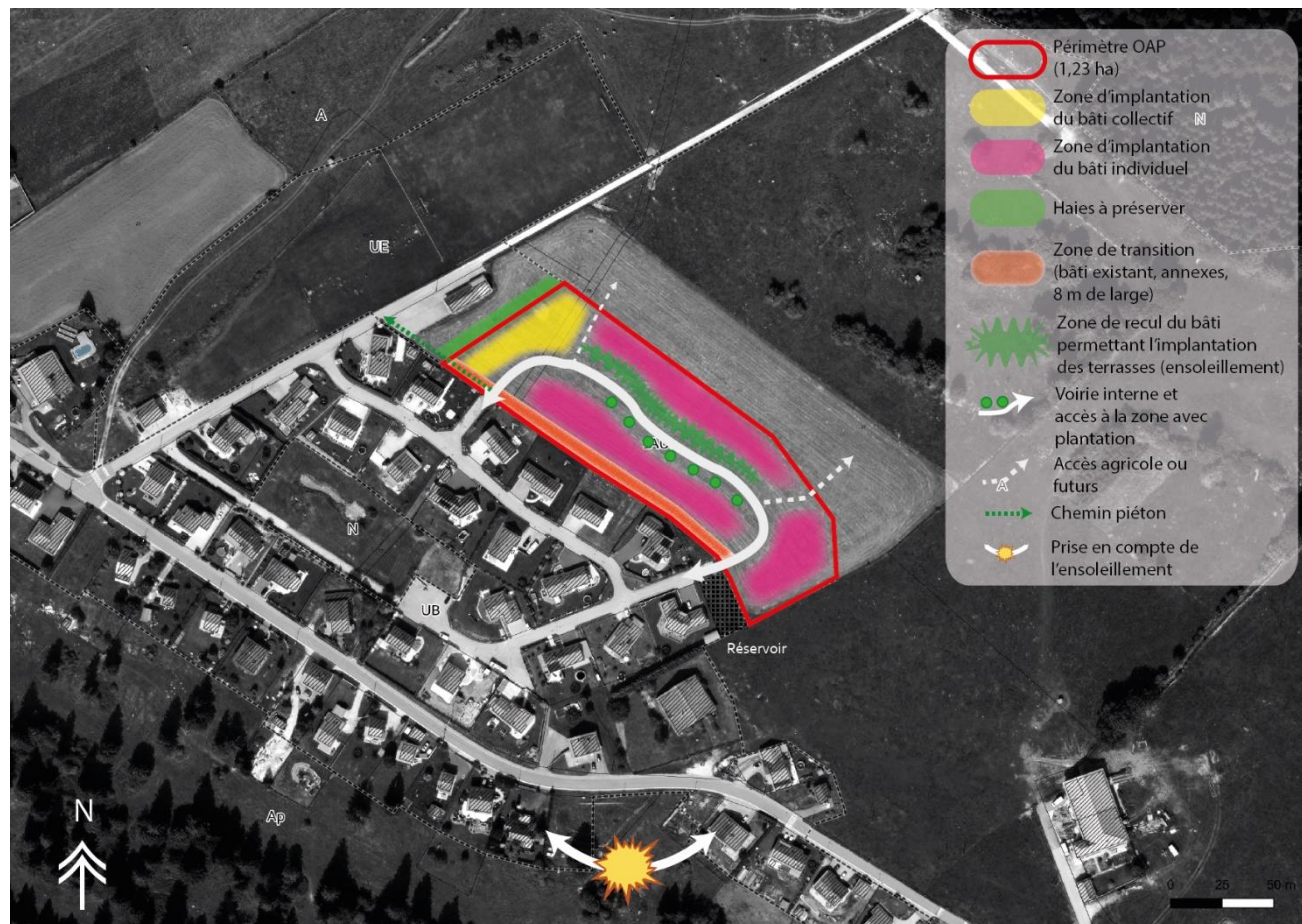 Périmètre OAP
(1,23 ha)
Zone d'implantation
du bâti collectif
Zone d'implantation
du bâti individuel
Haies à préserver
Zone de transition
(bâti existant, annexes,
8 m de large)
Zone de recul du bâti
permettant l'implantation
des terrasses (ensoleillement)
Voirie interne et
accès à la zone avec
plantation
Accès agricole ou
futurs
Chemin piéton
Prise en compte de
l'ensoleillement
A
N
UE
N
UB
A
Réservoir
Ap
N
0 25 50 m